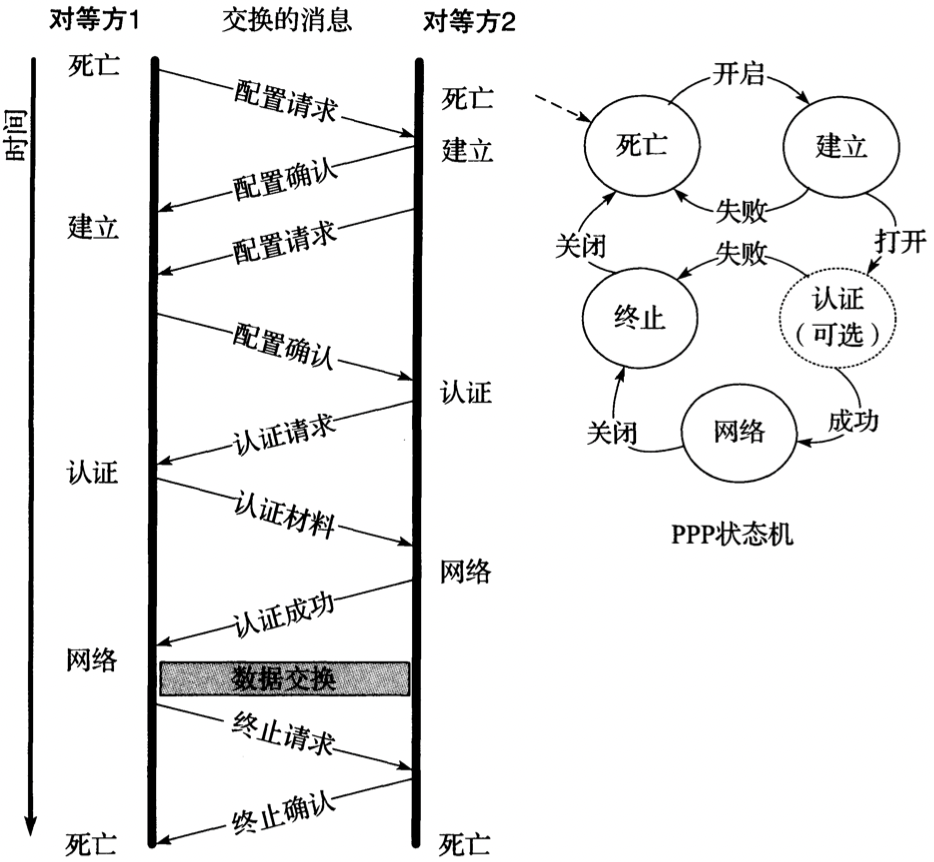 对等方1
交换的消息
对等方2
时间
死亡
配置请求
死亡
建立
配置确认
建立
配置请求
配置确认
认证
认证请求
认证
认证材料
网络
认证成功
网络
数据交换
终止请求
终止确认
死亡
死亡
开启
死亡
建立
失败
关闭
失败
打开
终止
认证
（可选）
关闭
网络
成功
PPP状态机